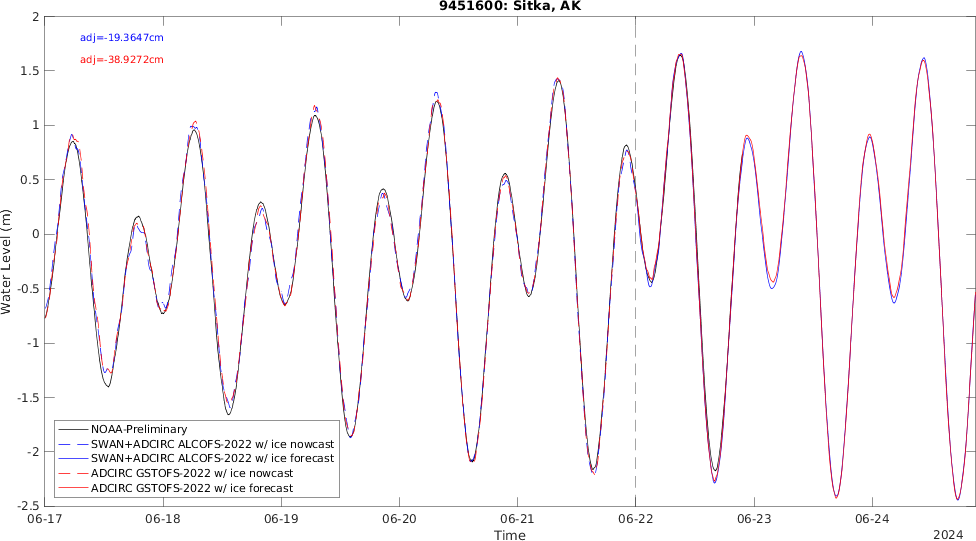 9451600: Sitka, AK
adj=-19.3647cm
adj=-38.9272cm
Water Level (m)
2
1.5
1
0.5
0
-0.5
-1
-1.5
-2
-2.5
NOAA-Preliminary
SWAN+ADCIRC ALCOFS-2022 w/ ice nowcast
SWAN+ADCIRC ALCOFS-2022 w/ ice forecast
ADCIRC GSTOFS-2022 w/ ice nowcast
ADCIRC GSTOFS-2022 w/ ice forecast
06-17 06-18 06-19 06-20 06-21 06-22 06-23 06-24
Time
2024